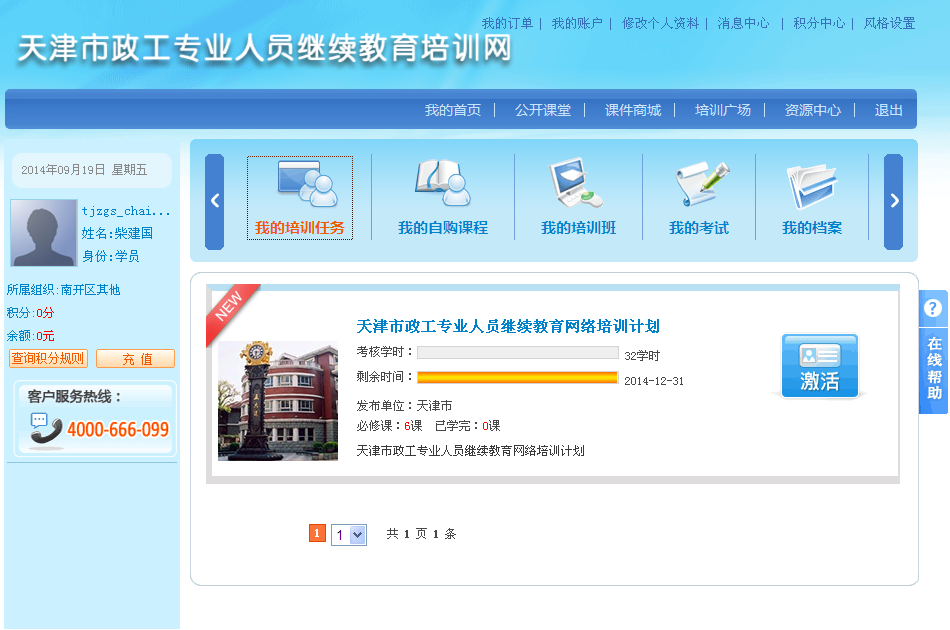 我的订单 | 我的账户 | 修改个人资料 | 消息中心 | 积分中心 | 风格设置
天津市政工专业人员继续教育培训网
我的首页 | 公开课堂 | 课件商城 | 培训广场 | 资源中心 | 退出
2014年09月19日 星期五
tjzgs_chai...
姓名:柴建国
身份:学员
所属组织:南开区其他
积分:0分
余额:0元
查询积分规则 充 值
客户服务热线：
4000-666-099
我的培训任务 我的自购课程 我的培训班 我的考试 我的档案
NEW
天津市政工专业人员继续教育网络培训计划
考核学时： 32学时
剩余时间： 2014-12-31
发布单位：天津市
必修课：6课 已学完：0课
天津市政工专业人员继续教育网络培训计划
激活
1 1 共 1 页 1 条
?
在线帮助